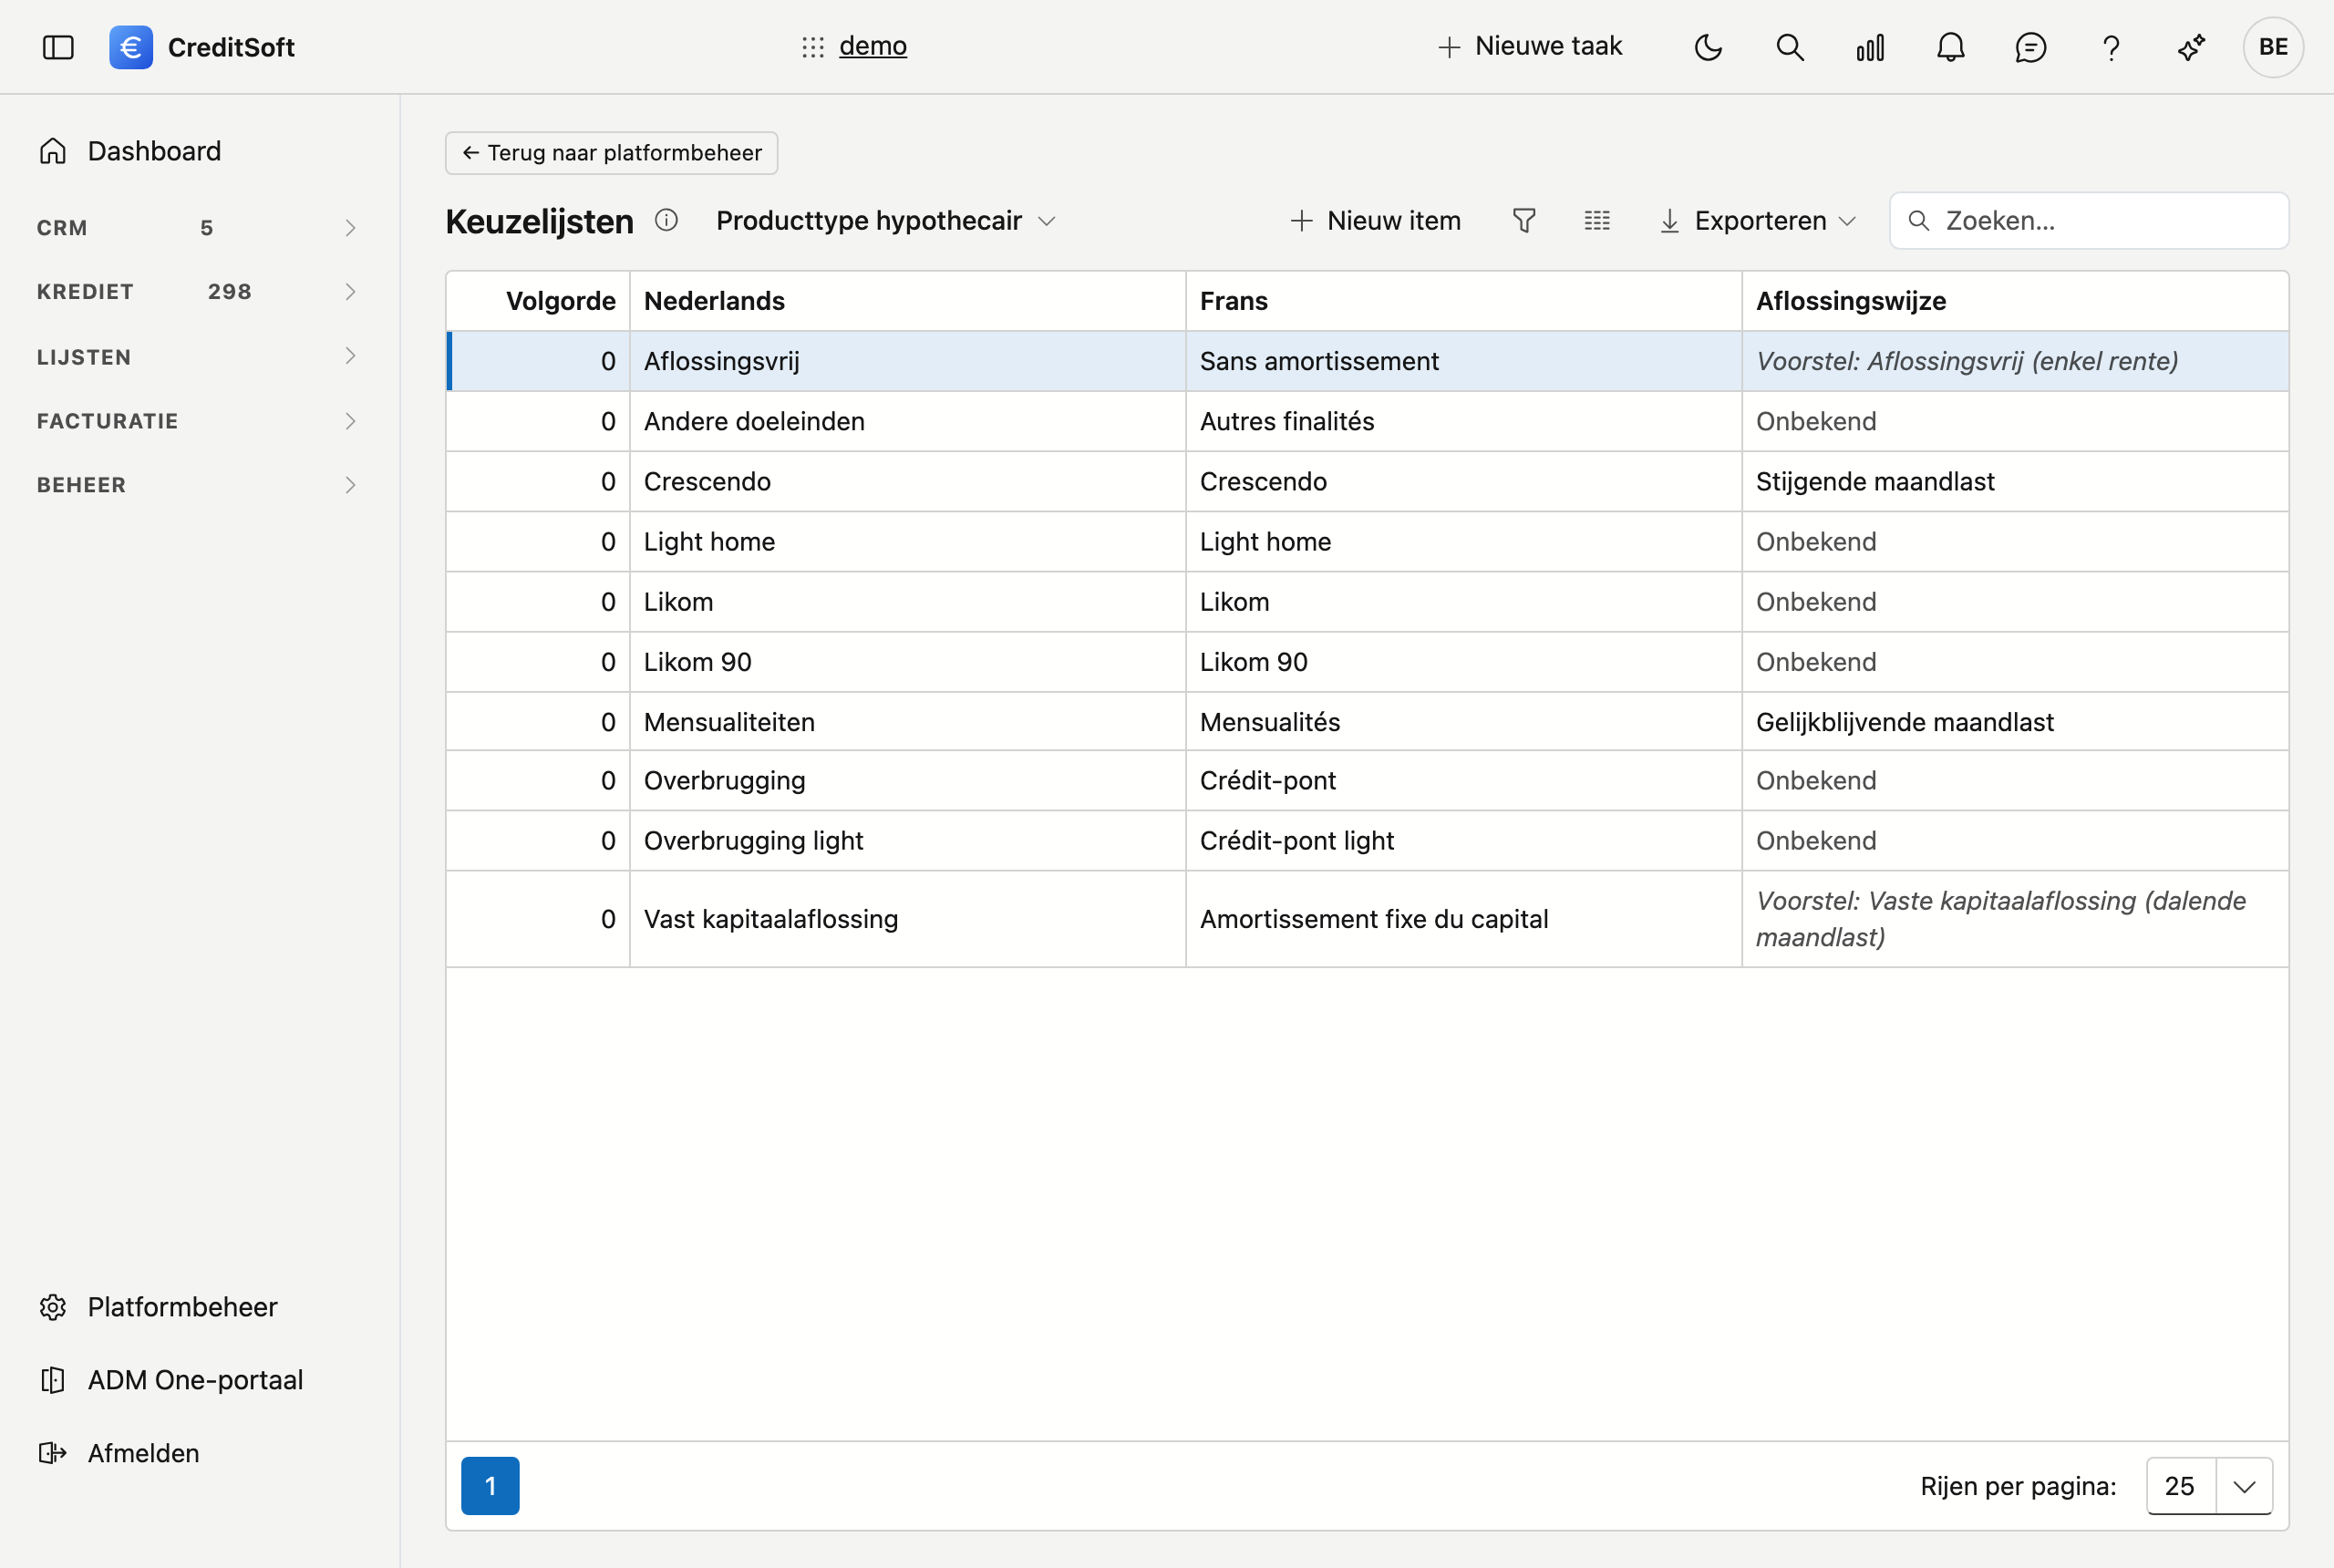 CreditSoft
demo
Nieuwe taak
BE
Dashboard
CRM 5
KREDIET 298
LIJSTEN
FACTURATIE
BEHEER
Platformbeheer
ADM One-portaal
Afmelden
← Terug naar platformbeheer
Keuzelijsten
Producttype hypothecair
Nieuw item
Exporteren
Zoeken...
Volgorde Nederlands Frans Aflossingswijze
0 Aflossingsvrij Sans amortissement Voorstel: Aflossingsvrij (enkel rente)
0 Andere doeleinden Autres finalités Onbekend
0 Crescendo Crescendo Stijgende maandlast
0 Light home Light home Onbekend
0 Likom Likom Onbekend
0 Likom 90 Likom 90 Onbekend
0 Mensualiteiten Mensualités Gelijkblijvende maandlast
0 Overbrugging Crédit-pont Onbekend
0 Overbrugging light Crédit-pont light Onbekend
0 Vast kapitaalaflossing Amortissement fixe du capital Voorstel: Vaste kapitaalaflossing (dalende
maandlast)
1
Rijen per pagina: 25